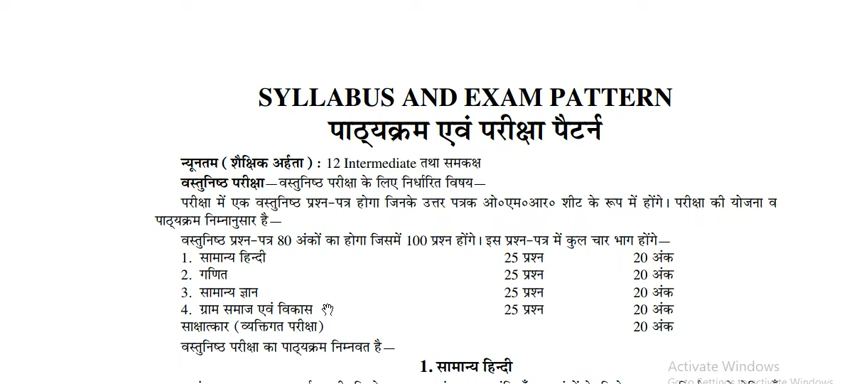 SYLLABUS AND EXAM PATTERN
पाठ्यक्रम एवं परीक्षा पैटर्न
न्यूनतम ( शैक्षिक अर्हता ) : 12 Intermediate तथा समकक्ष
वस्तुनिष्ठ परीक्षा—वस्तुनिष्ठ परीक्षा के लिए निर्धारित विषय—
परीक्षा में एक वस्तुनिष्ठ प्रश्न-पत्र होगा जिनके उत्तर पत्रक ओ०एम०आर० शीट के रूप में होंगे। परीक्षा की योजना व
पाठ्यक्रम निम्नानुसार है—
वस्तुनिष्ठ प्रश्न-पत्र 80 अंकों का होगा जिसमें 100 प्रश्न होंगे। इस प्रश्न-पत्र में कुल चार भाग होंगे—
1. सामान्य हिन्दी 25 प्रश्न 20 अंक
2. गणित 25 प्रश्न 20 अंक
3. सामान्य ज्ञान 25 प्रश्न 20 अंक
4. ग्राम समाज एवं विकास 25 प्रश्न 20 अंक
साक्षात्कार (व्यक्तिगत परीक्षा) 20 अंक
वस्तुनिष्ठ परीक्षा का पाठ्यक्रम निम्नवत है—
1. सामान्य हिन्दी
Activate Windows